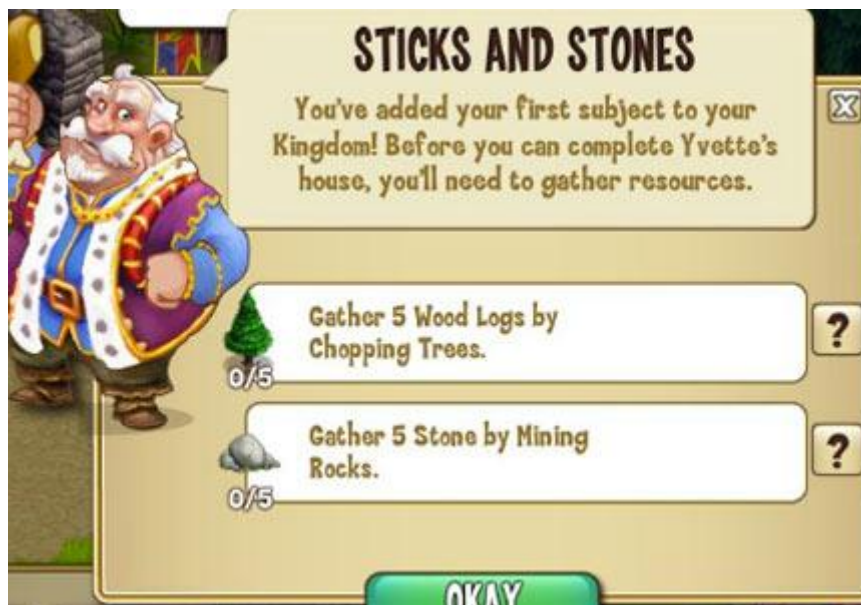 STICKS AND STONES
You've added your first subject to your
Kingdom! Before you can complete Yvette's
house, you'll need to gather resources.
Gather 5 Wood Logs by
Chopping Trees.
?
0/5
Gather 5 Stone by Mining
Rocks.
?
0/5
OKAY